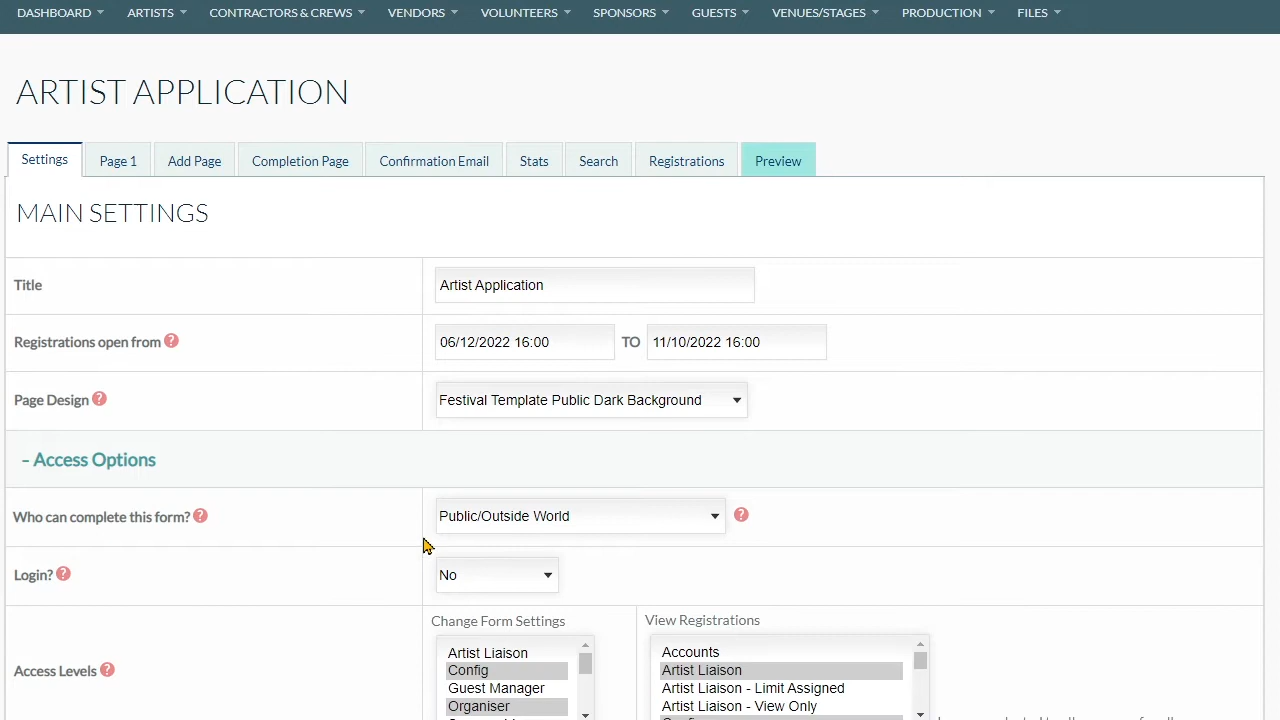 DASHBOARD ARTISTS CONTRACTORS & CREWS VENDORS VOLUNTEERS SPONSORS GUESTS VENUES/STAGES PRODUCTION FILES
ARTIST APPLICATION
Settings Page 1 Add Page Completion Page Confirmation Email Stats Search Registrations Preview
MAIN SETTINGS
Title Artist Application
Registrations open from ? 06/12/2022 16:00 TO 11/10/2022 16:00
Page Design ? Festival Template Public Dark Background
- Access Options
Who can complete this form? ? Public/Outside World ?
Login? ? No
Change Form Settings View Registrations
Artist Liaison Accounts
Config Artist Liaison
Access Levels ? Guest Manager Artist Liaison - Limit Assigned
Organiser Artist Liaison - View Only